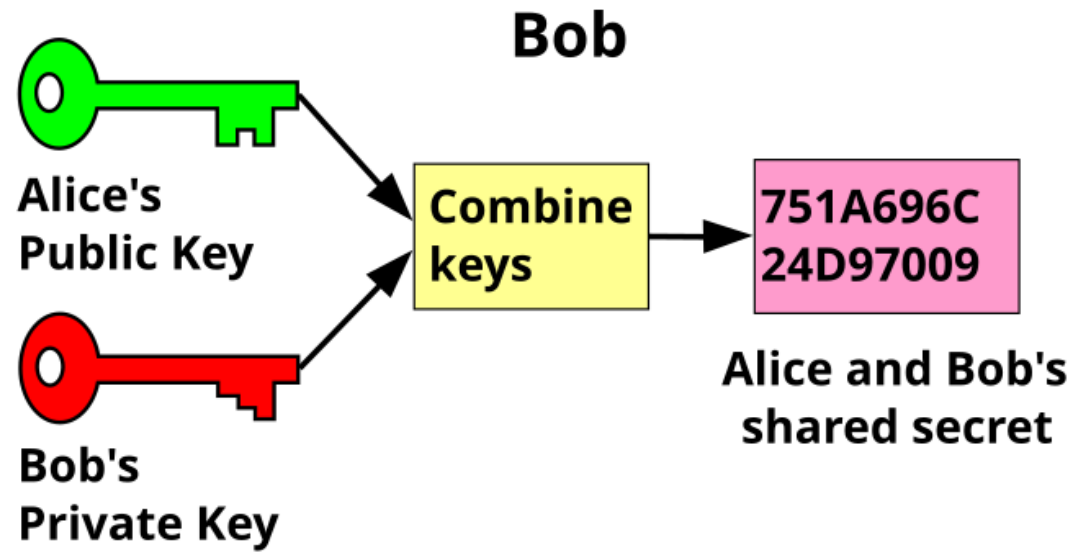 Bob
Alice's
Public Key
Combine
keys
751A696C
24D97009
Alice and Bob's
shared secret
Bob's
Private Key